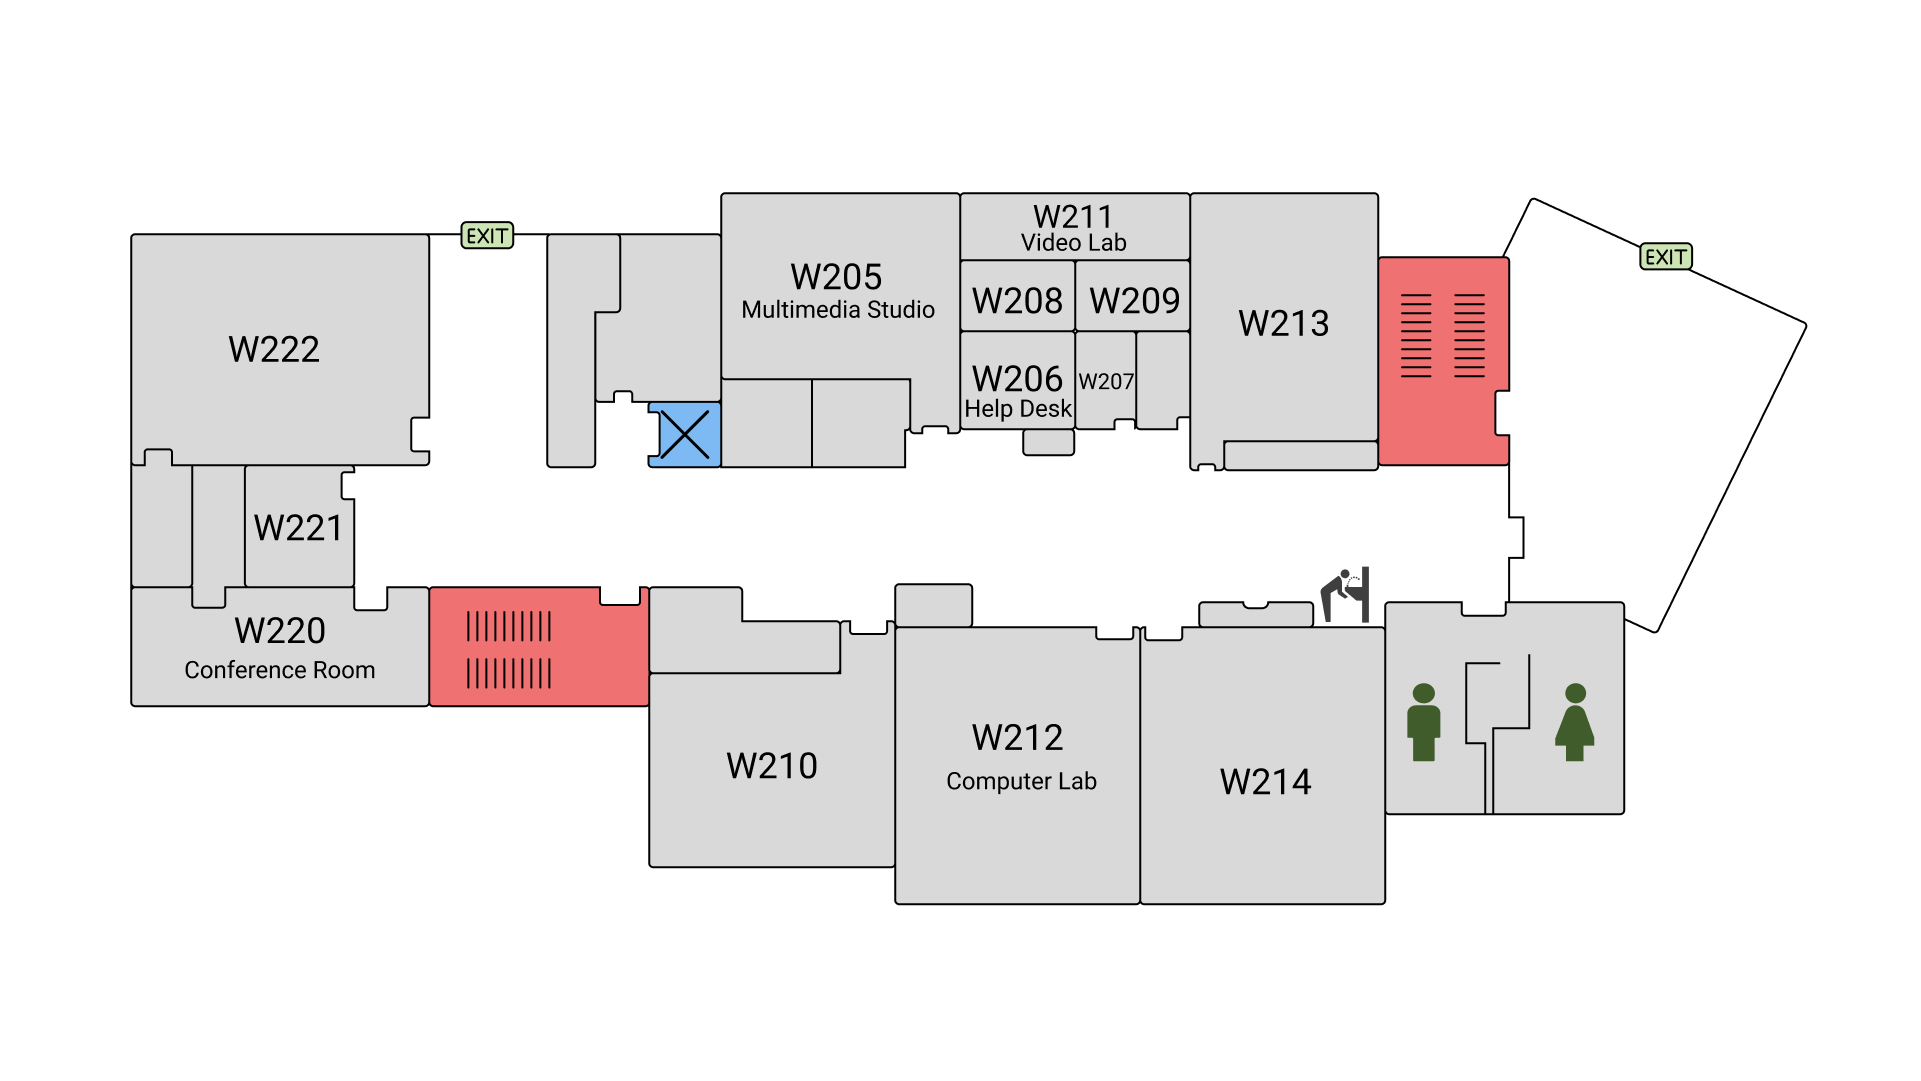 EXIT
W211
Video Lab
EXIT
W205
Multimedia Studio
W208
W209
W213
W222
W206
Help Desk
W207
W221
W220
Conference Room
W210
W212
Computer Lab
W214